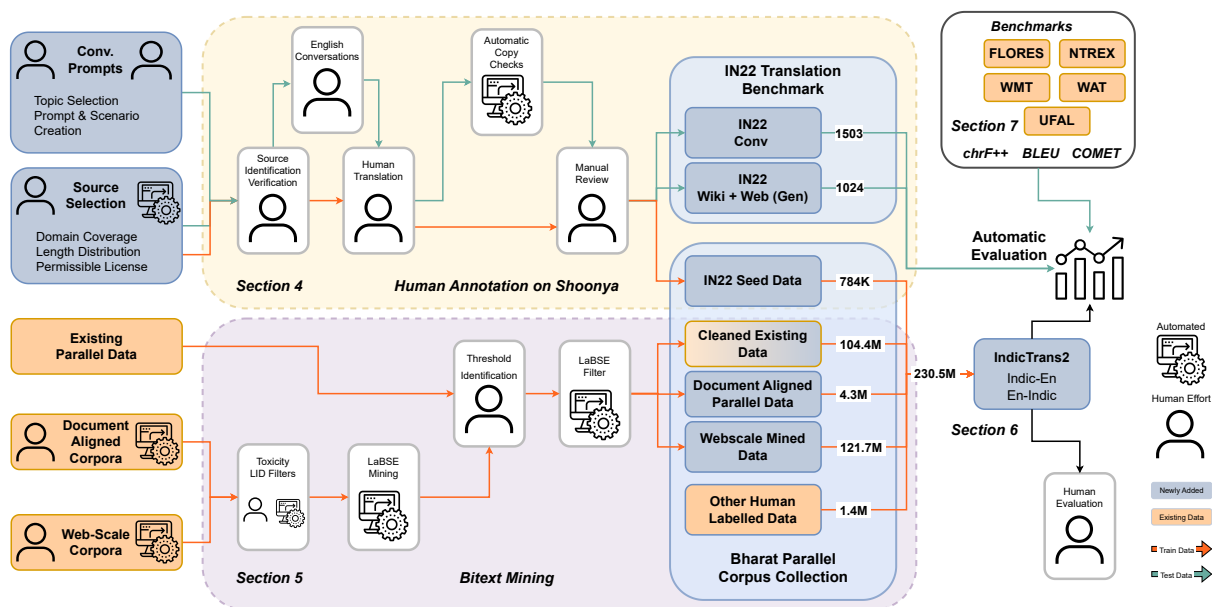 Conv.
Prompts
Topic Selection
Prompt & Scenario
Creation
Source
Selection
Domain Coverage
Length Distribution
Permissible License
Existing
Parallel Data
Document
Aligned
Corpora
Web-Scale
Corpora
English
Conversations
Automatic
Copy
Checks
Source
Identification
Verification
Human
Translation
Manual
Review
Section 4
Human Annotation on Shoonya
Toxicity
LID Filters
LaBSE
Mining
Threshold
Identification
LaBSE
Filter
Section 5
Bitext Mining
IN22 Translation
Benchmark
IN22
Conv
1503
IN22
Wiki + Web (Gen)
1024
IN22 Seed Data
784K
Cleaned Existing
Data
104.4M
Document Aligned
Parallel Data
4.3M
Webscale Mined
Data
121.7M
Other Human
Labelled Data
1.4M
Bharat Parallel
Corpus Collection
230.5M
Benchmarks
FLORES
NTREX
WMT
WAT
UFAL
Section 7
chrF++ BLEU COMET
Automatic
Evaluation
IndicTrans2
Indic-En
En-Indic
Section 6
Human
Evaluation
Automated
Human Effort
Newly Added
Existing Data
Train Data
Test Data